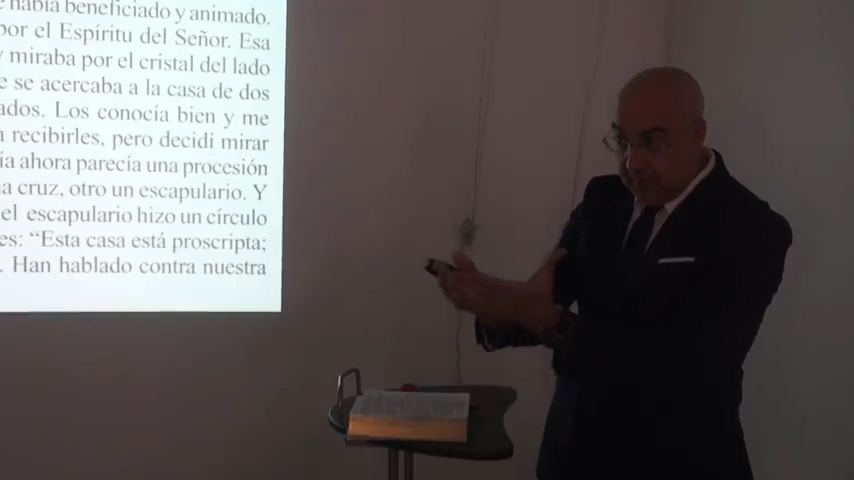 había beneficiado y animado.
por el Espíritu del Señor. Esa
y miraba por el cristal del lado
e se acercaba a la casa de dos
ados. Los conocía bien y me
a recibirles, pero decidí mirar
ía ahora parecía una procesión
a cruz, otro un escapulario. Y
el escapulario hizo un círculo
es: “Esta casa está proscripta;
. Han hablado contra nuestra